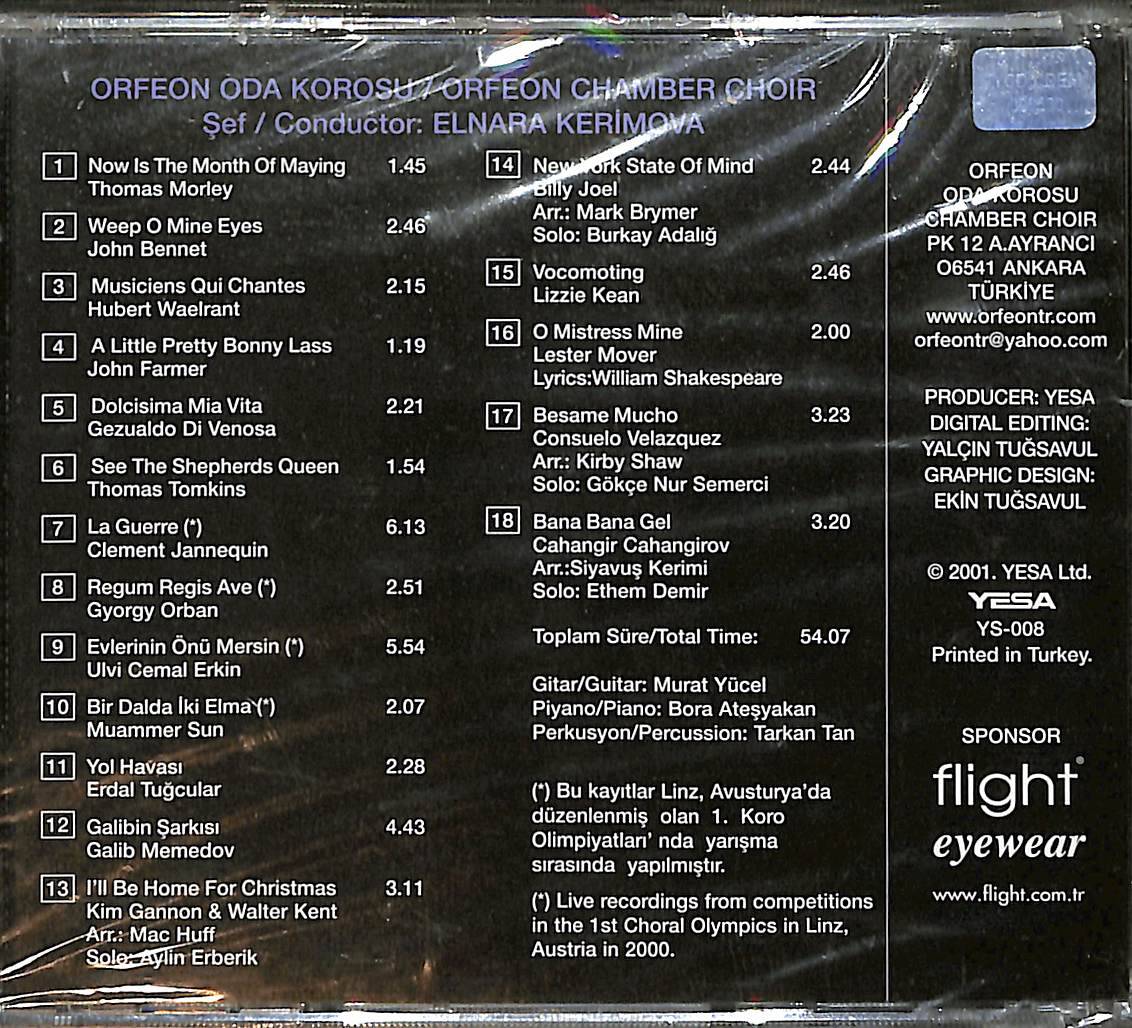 ORFEON ODA KOROSU / ORFEON CHAMBER CHOIR
Şef / Conductor: ELNARA KERİMOVA
1 Now Is The Month Of Maying 1.45
Thomas Morley
2 Weep O Mine Eyes 2.46
John Bennet
3 Musiciens Qui Chantes 2.15
Hubert Waelrant
4 A Little Pretty Bonny Lass 1.19
John Farmer
5 Dolcisima Mia Vita 2.21
Gezualdo Di Venosa
6 See The Shepherds Queen 1.54
Thomas Tomkins
7 La Guerre (*) 6.13
Clement Jannequin
8 Regum Regis Ave (*) 2.51
Gyorgy Orban
9 Evlerinin Önü Mersin (*) 5.54
Ulvi Cemal Erkin
10 Bir Dalda İki Elma (*) 2.07
Muammer Sun
11 Yol Havası 2.28
Erdal Tuğcular
12 Galibin Şarkısı 4.43
Galib Memedov
13 I'll Be Home For Christmas 3.11
Kim Gannon & Walter Kent
Arr.: Mac Huff
Solo: Aylin Erberik
14 New York State Of Mind 2.44
Billy Joel
Arr.: Mark Brymer
Solo: Burkay Adalığ
15 Vocomoting 2.46
Lizzie Kean
16 O Mistress Mine 2.00
Lester Mover
Lyrics:William Shakespeare
17 Besame Mucho 3.23
Consuelo Velazquez
Arr.: Kirby Shaw
Solo: Gökçe Nur Semerci
18 Bana Bana Gel 3.20
Cahangir Cahangirov
Arr.:Siyavuş Kerimi
Solo: Ethem Demir
Toplam Süre/Total Time: 54.07
Gitar/Guitar: Murat Yücel
Piyano/Piano: Bora Ateşyakan
Perkusyon/Percussion: Tarkan Tan
(*) Bu kayıtlar Linz, Avusturya'da
düzenlenmiş olan 1. Koro
Olimpiyatları' nda yarışma
sırasında yapılmıştır.
(*) Live recordings from competitions
in the 1st Choral Olympics in Linz,
Austria in 2000.
ORFEON
ODA KOROSU
CHAMBER CHOIR
PK 12 A.AYRANCI
O6541 ANKARA
TÜRKİYE
www.orfeontr.com
orfeontr@yahoo.com
PRODUCER: YESA
DIGITAL EDITING:
YALÇIN TUĞSAVUL
GRAPHIC DESIGN:
EKİN TUĞSAVUL
© 2001. YESA Ltd.
YESA
YS-008
Printed in Turkey.
SPONSOR
flight
eyewear
www.flight.com.tr